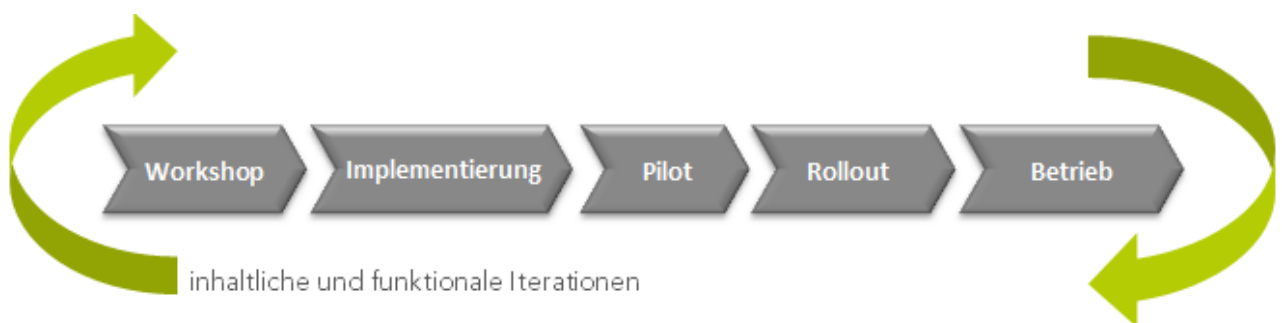 Workshop
Implementierung
Pilot
Rollout
Betrieb
inhaltliche und funktionale Iterationen